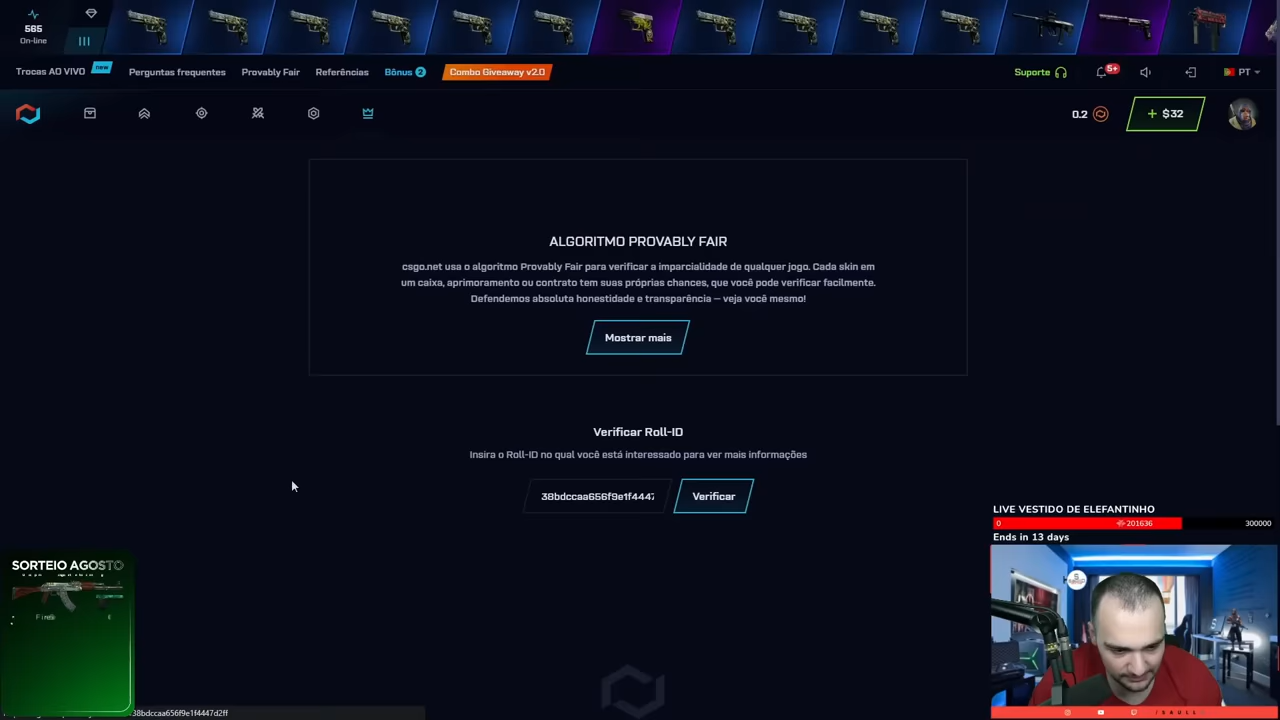 565
On-line
Trocas AO VIVO new
Perguntas frequentes
Provably Fair
Referências
Bônus 2
Combo Giveaway v2.0
Suporte
5+
PT
0.2
+ $32
ALGORITMO PROVABLY FAIR
csgo.net usa o algoritmo Provably Fair para verificar a imparcialidade de qualquer jogo. Cada skin em
um caixa, aprimoramento ou contrato tem suas próprias chances, que você pode verificar facilmente.
Defendemos absoluta honestidade e transparência — veja você mesmo!
Mostrar mais
Verificar Roll-ID
Insira o Roll-ID no qual você está interessado para ver mais informações
38bdccaa656f9e1f4447
Verificar
LIVE VESTIDO DE ELEFANTINHO
0
201636
300000
Ends in 13 days
SORTEIO AGOSTO
38bdccaa656f9e1f4447d2ff
/SAULL